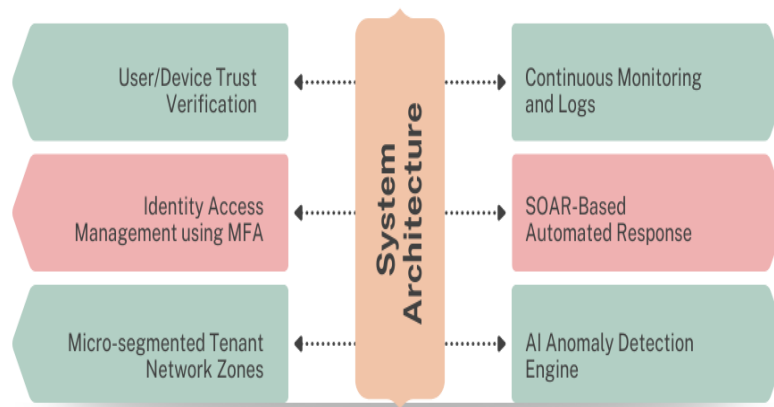 User/Device Trust
Verification
Identity Access
Management using MFA
Micro-segmented Tenant
Network Zones
System
Architecture
Continuous Monitoring
and Logs
SOAR-Based
Automated Response
AI Anomaly Detection
Engine